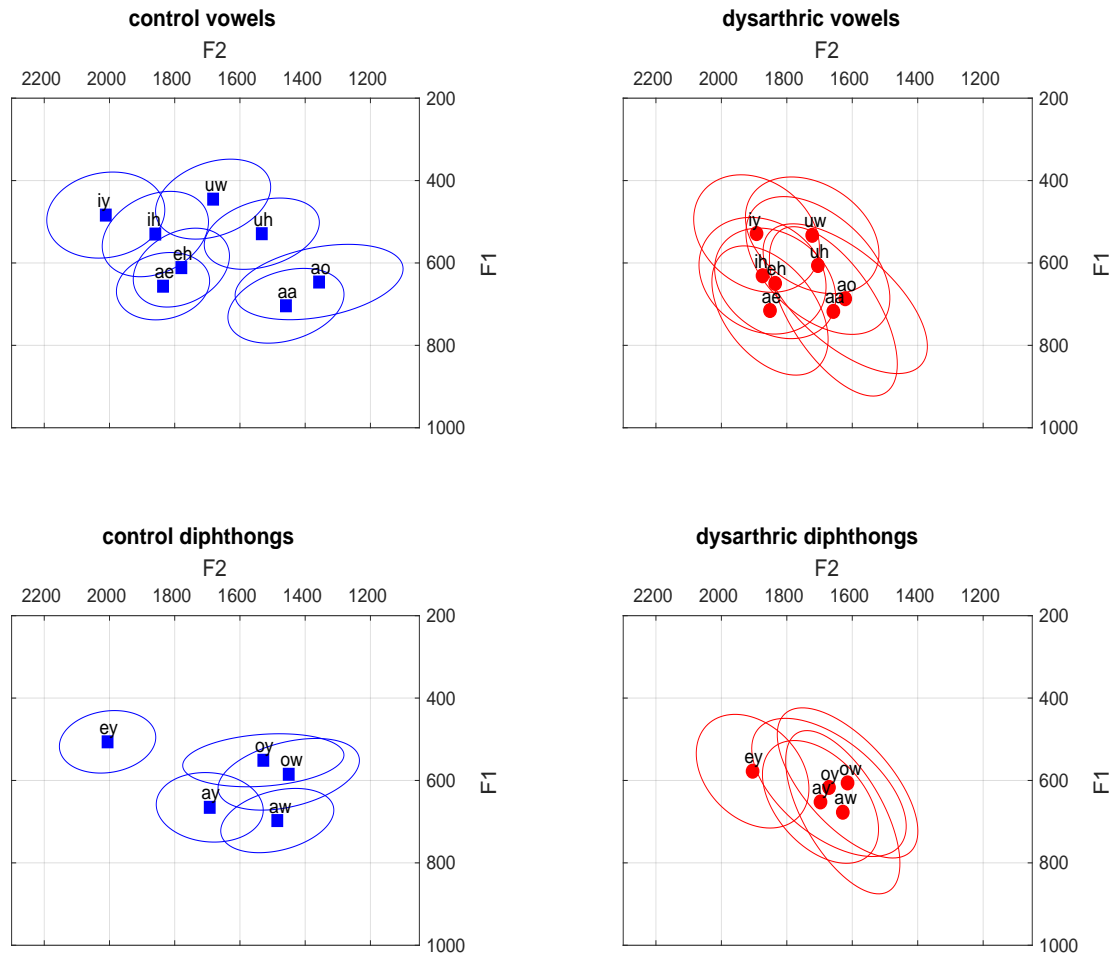 control vowels
F2
2200 2000 1800 1600 1400 1200
200
400
600
800
1000
F1
iy
uw
ih
uh
eh
ae
ao
aa
dysarthric vowels
F2
2200 2000 1800 1600 1400 1200
200
400
600
800
1000
F1
iy
uw
uh
ih
eh
ae
ao
aa
control diphthongs
F2
2200 2000 1800 1600 1400 1200
200
400
600
800
1000
F1
ey
oy
ow
ay
aw
dysarthric diphthongs
F2
2200 2000 1800 1600 1400 1200
200
400
600
800
1000
F1
ey
oy
ow
ay
aw